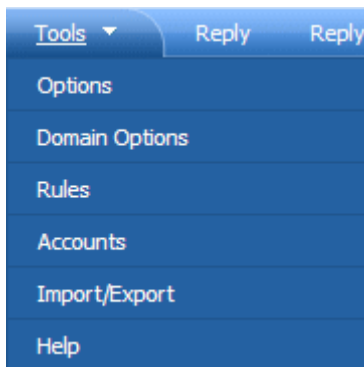 Tools Reply Reply
Options
Domain Options
Rules
Accounts
Import/Export
Help